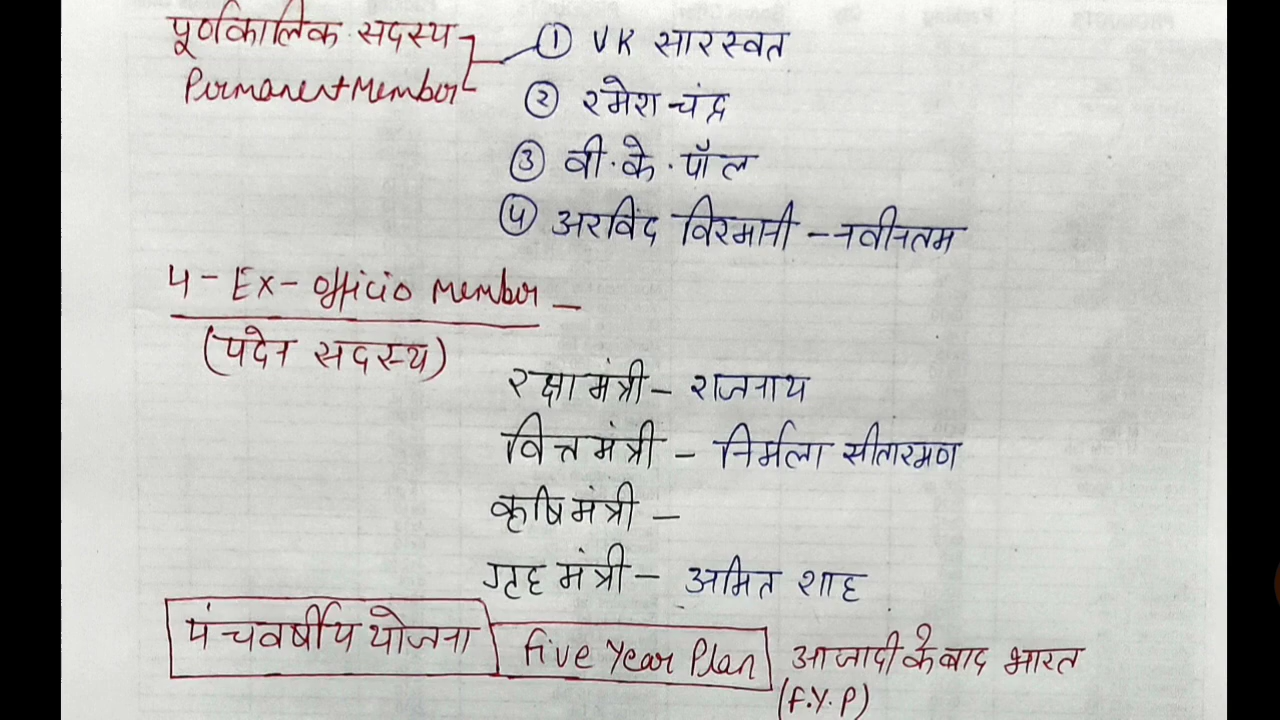 पूर्णकालिक सदस्य
Permanent Member
① VK सारस्वत
② रमेश चंद्र
③ वी. के. पॉल
④ अरविंद विरमानी - नवीनतम
4 - Ex- officio member -
(पदेन सदस्य)
रक्षा मंत्री - राजनाथ
वित्त मंत्री - निर्मला सीतारमण
कृषि मंत्री -
गृह मंत्री - अमित शाह
पंचवर्षीय योजना Five Year Plan आजादी के बाद भारत
(F.Y.P)